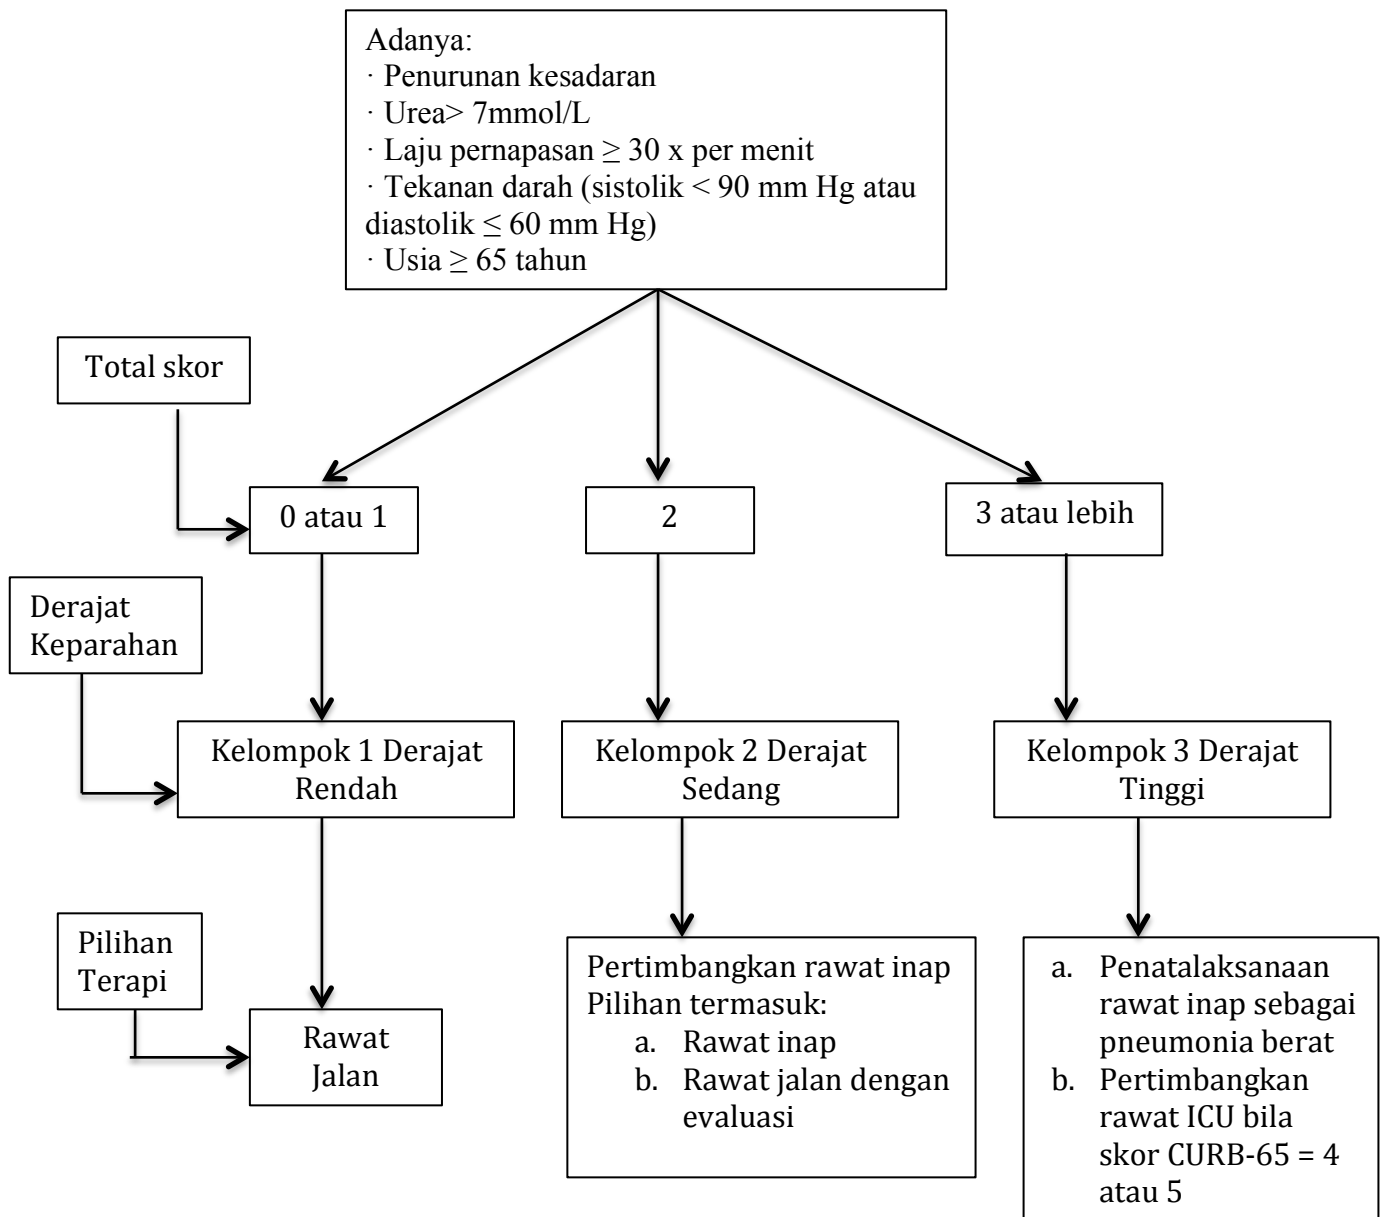 Adanya:
· Penurunan kesadaran
· Urea> 7mmol/L
· Laju pernapasan ≥ 30 x per menit
· Tekanan darah (sistolik < 90 mm Hg atau
diastolik ≤ 60 mm Hg)
· Usia ≥ 65 tahun
Total skor
0 atau 1
2
3 atau lebih
Derajat
Keparahan
Kelompok 1 Derajat
Rendah
Kelompok 2 Derajat
Sedang
Kelompok 3 Derajat
Tinggi
Pilihan
Terapi
Rawat
Jalan
Pertimbangkan rawat inap
Pilihan termasuk:
a. Rawat inap
b. Rawat jalan dengan
evaluasi
a. Penatalaksanaan
rawat inap sebagai
pneumonia berat
b. Pertimbangkan
rawat ICU bila
skor CURB-65 = 4
atau 5